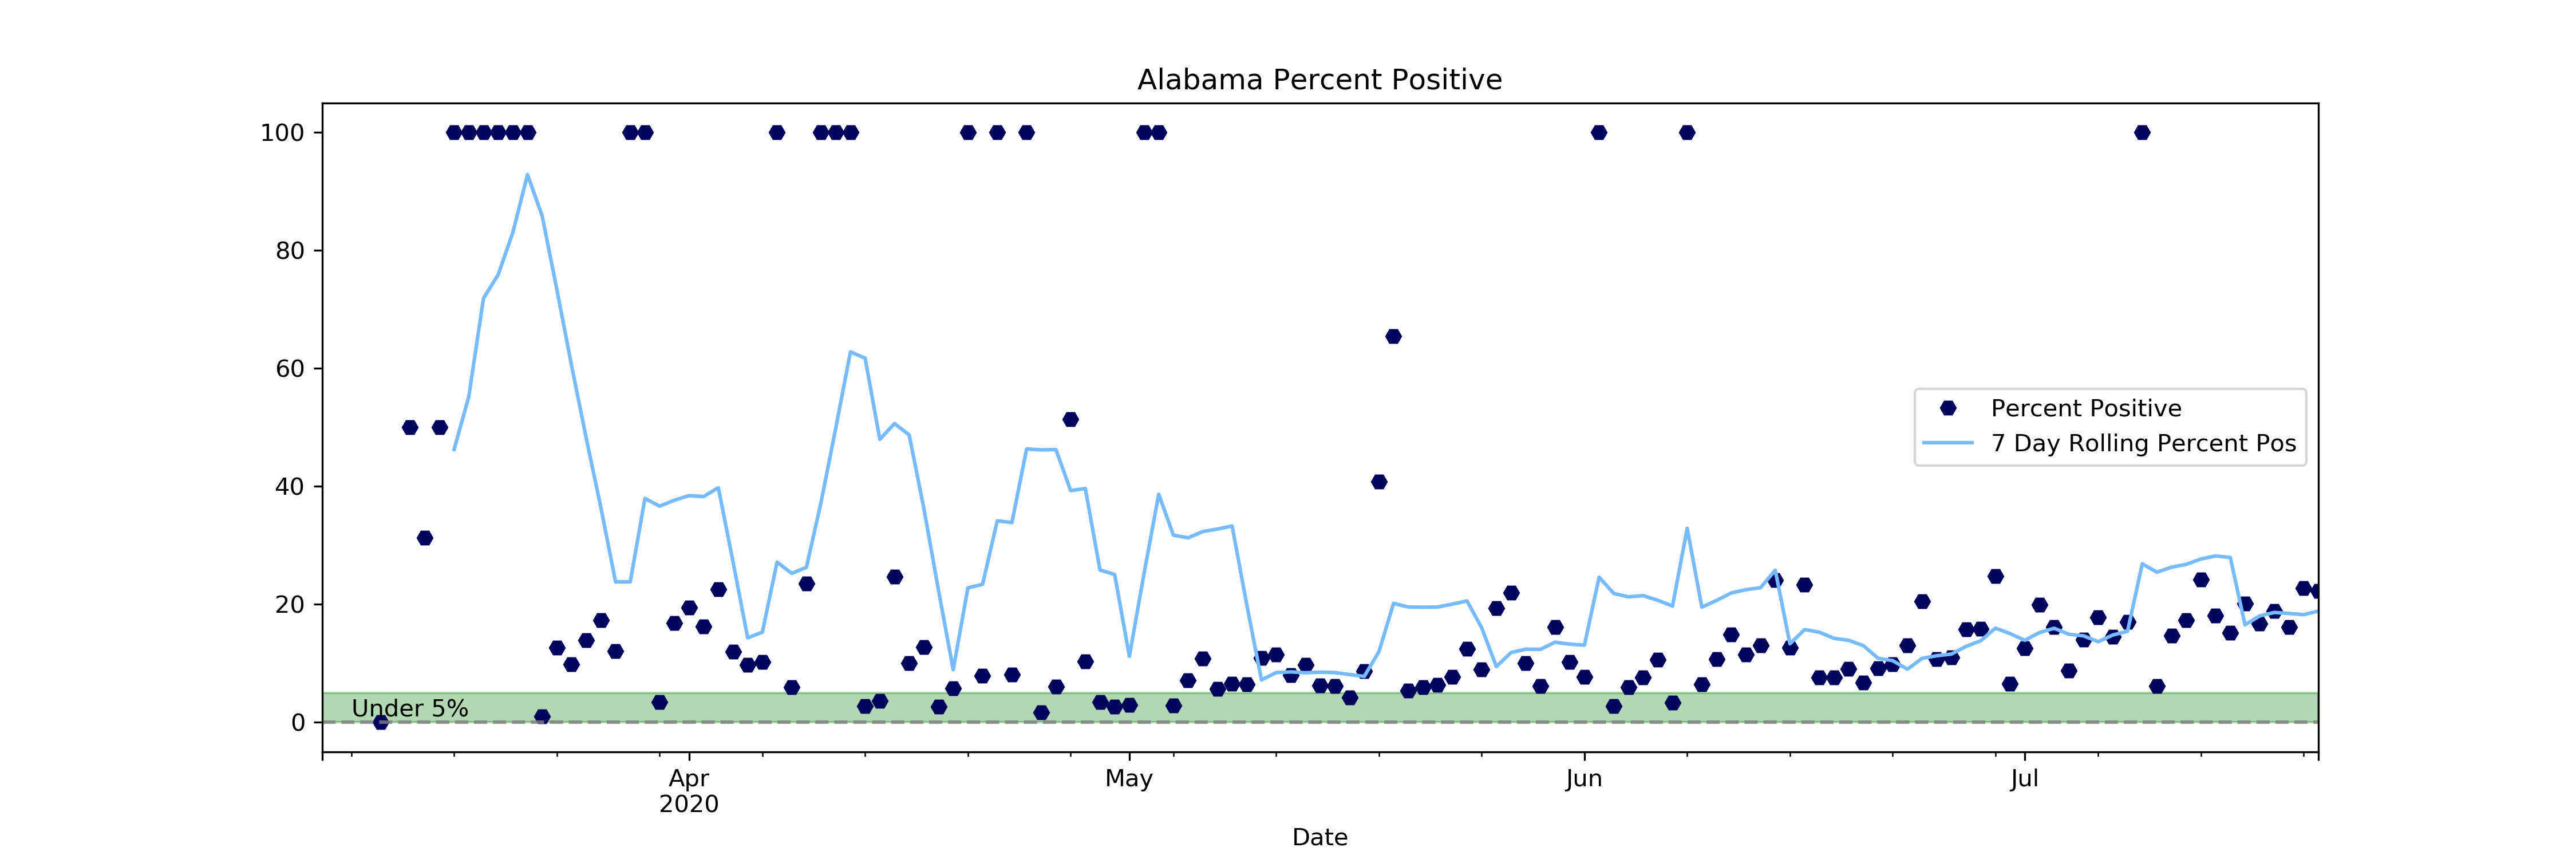 Alabama Percent Positive
100
80
60
40
20
0
Percent Positive
7 Day Rolling Percent Pos
Under 5%
Apr
2020
May
Jun
Jul
Date